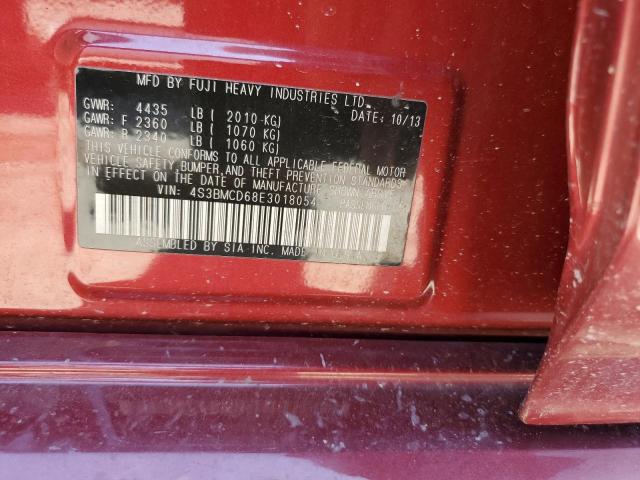 MFD BY FUJI HEAVY INDUSTRIES LTD.
GVWR: 4435 LB ( 2010 KG) DATE: 10/13
GAWR: F 2360 LB ( 1070 KG)
GAWR: R 2340 LB ( 1060 KG)
THIS VEHICLE CONFORMS TO ALL APPLICABLE FEDERAL MOTOR
VEHICLE SAFETY, BUMPER, AND THEFT PREVENTION STANDARDS
IN EFFECT ON THE DATE OF MANUFACTURE SHOWN
VIN: 4S3BMCD68E3018054
ASSEMBLED BY SIA-INC. MADE